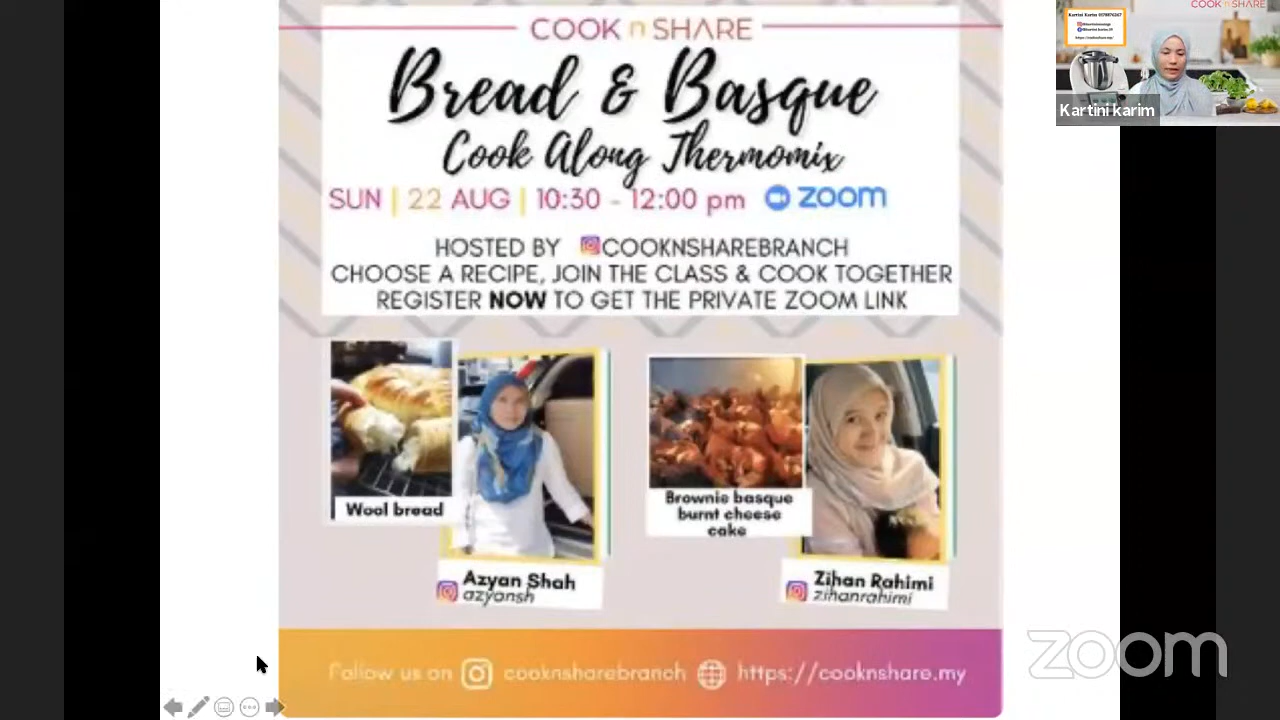 COOK n SHARE
Bread & Basque
Cook Along Thermomix
SUN | 22 AUG | 10:30 - 12:00 pm zoom
HOSTED BY COOKNSHAREBRANCH
CHOOSE A RECIPE, JOIN THE CLASS & COOK TOGETHER
REGISTER NOW TO GET THE PRIVATE ZOOM LINK
Wool bread
Azyan Shah
azyansh
Brownie basque
burnt cheese
cake
Zihan Rahimi
zihanrahimi
Follow us on cooknsharebranch https://cooknshare.my
COOK n SHARE
Kartini karim
zoom